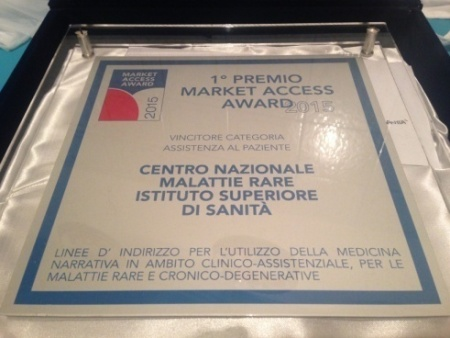 MARKET
ACCESS
AWARD
2015
1° PREMIO
MARKET ACCESS
AWARD 2015
VINCITORE CATEGORIA
ASSISTENZA AL PAZIENTE
CENTRO NAZIONALE
MALATTIE RARE
ISTITUTO SUPERIORE
DI SANITÀ
LINEE D' INDIRIZZO PER L'UTILIZZO DELLA MEDICINA
NARRATIVA IN AMBITO CLINICO-ASSISTENZIALE, PER LE
MALATTIE RARE E CRONICO-DEGENERATIVE